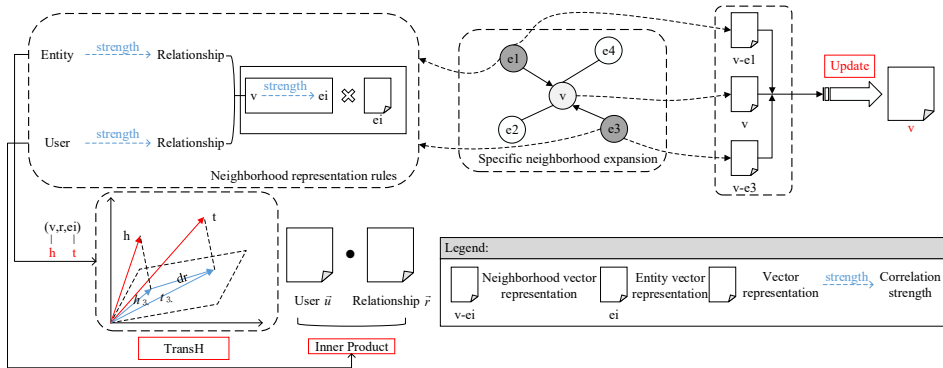 Entity
strength
Relationship
v
strength
ei
ei
User
strength
Relationship
Neighborhood representation rules
e1
e4
v
e2
e3
Specific neighborhood expansion
v-e1
v
v-e3
Update
v
(v,r,ei)
h t
h
t
dr
h3.
t3.
TransH
User u⃗
Relationship r⃗
Inner Product
Legend:
Neighborhood vector
representation
v-ei
Entity vector
representation
ei
Vector
representation
strength
Correlation
strength